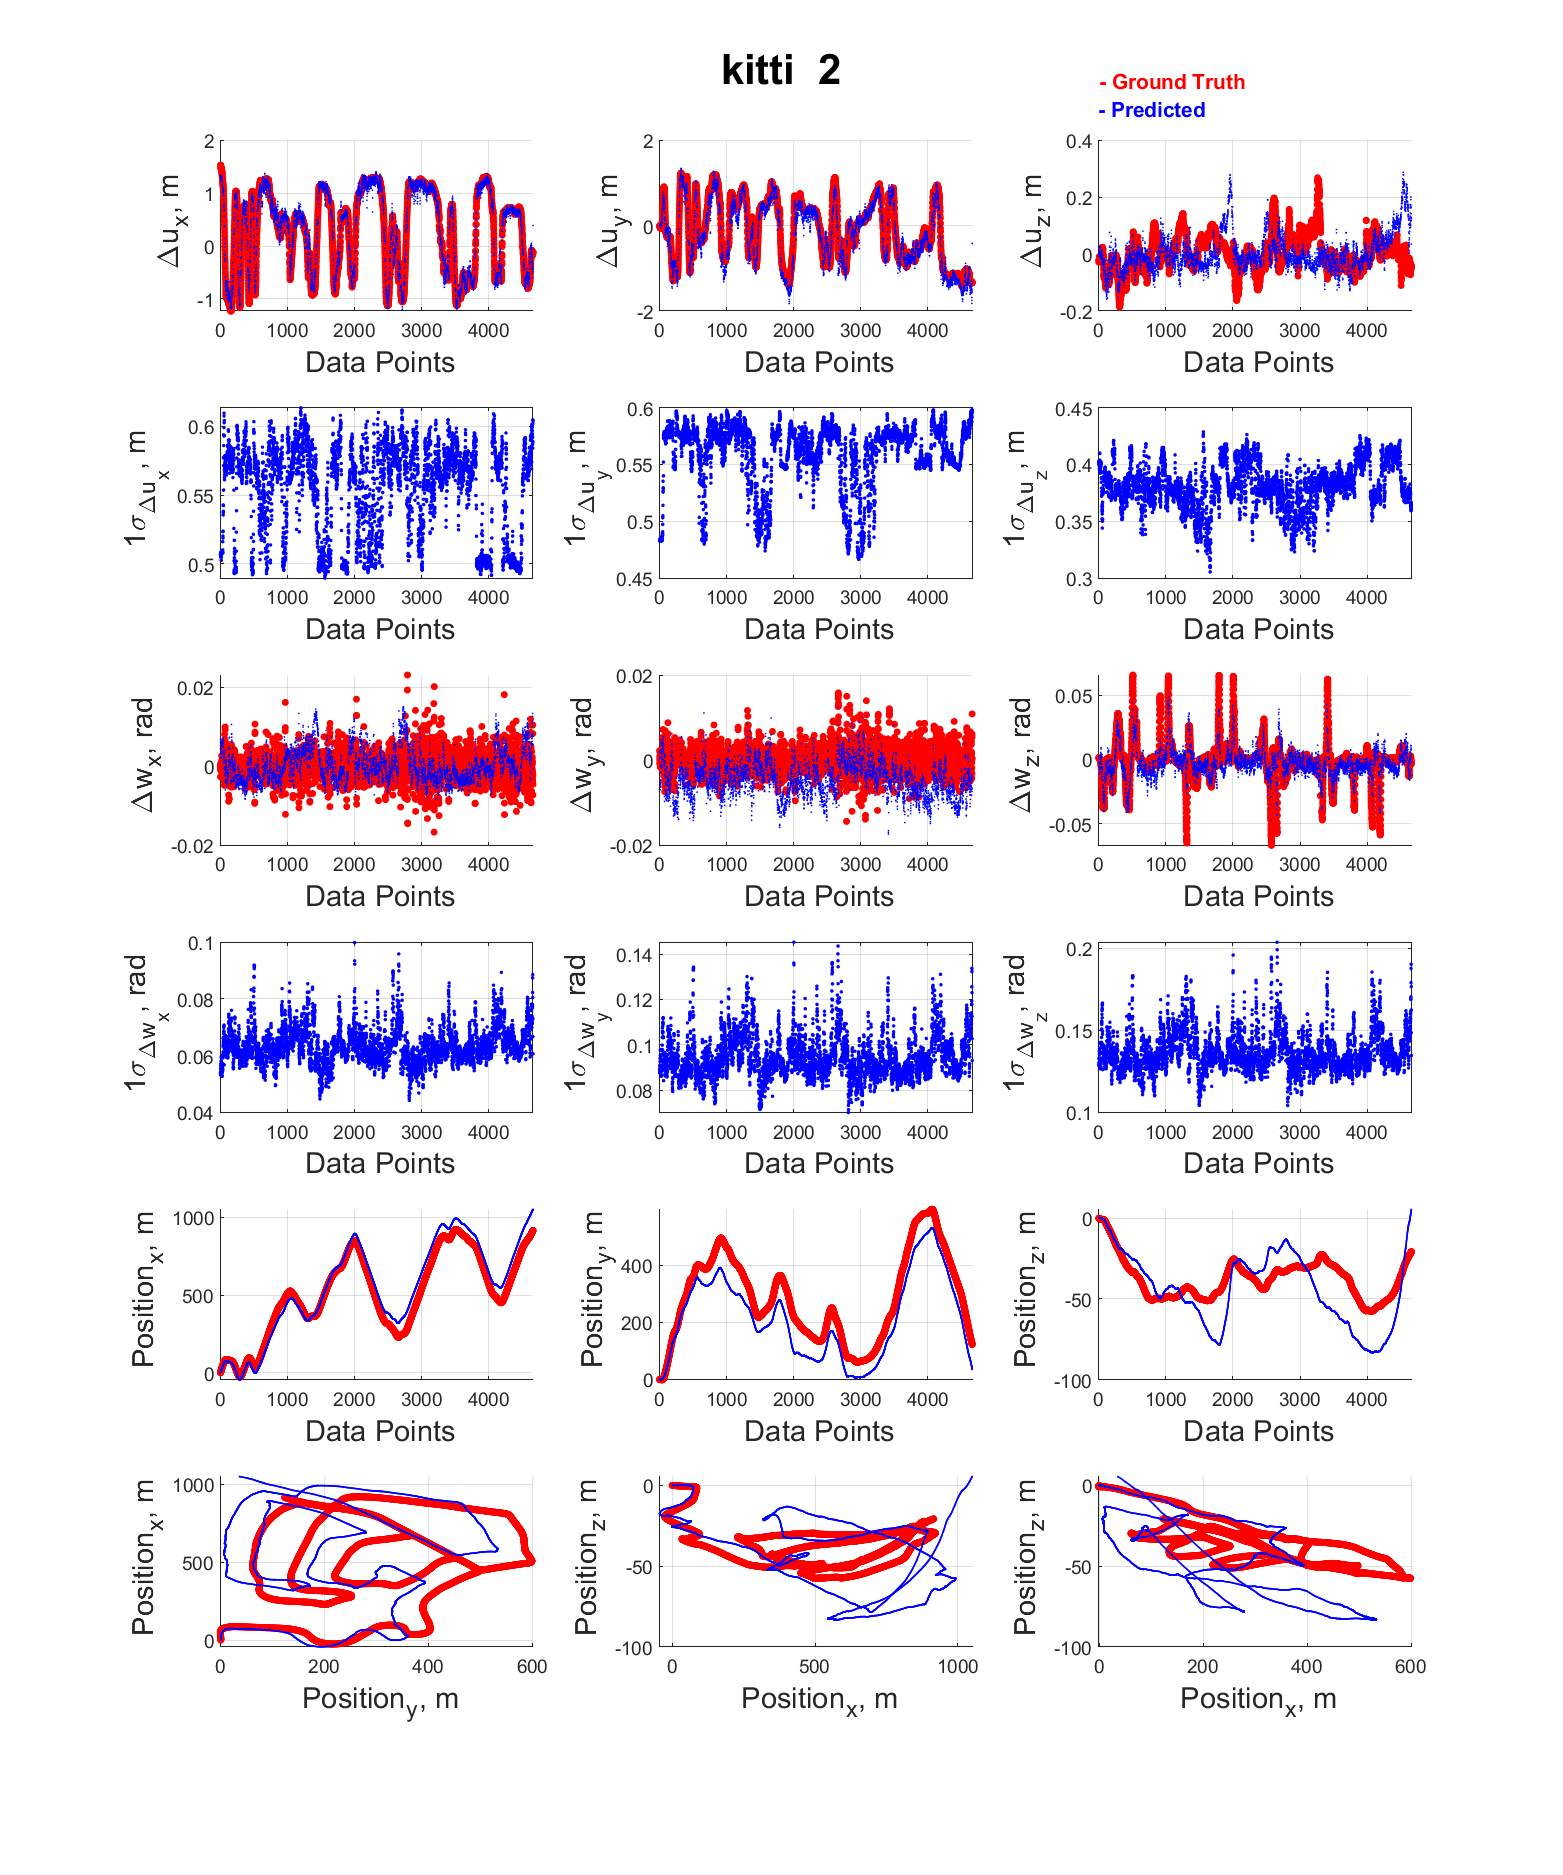 kitti 2
- Ground Truth
- Predicted
Δu_x, m
2
1
0
-1
0 1000 2000 3000 4000
Data Points
Δu_y, m
2
0
-2
0 1000 2000 3000 4000
Data Points
Δu_z, m
0.4
0.2
0
-0.2
0 1000 2000 3000 4000
Data Points
1σ_Δu_x, m
0.6
0.55
0.5
0 1000 2000 3000 4000
Data Points
1σ_Δu_y, m
0.6
0.55
0.5
0.45
0 1000 2000 3000 4000
Data Points
1σ_Δu_z, m
0.45
0.4
0.35
0.3
0 1000 2000 3000 4000
Data Points
Δw_x, rad
0.02
0
-0.02
0 1000 2000 3000 4000
Data Points
Δw_y, rad
0.02
0
-0.02
0 1000 2000 3000 4000
Data Points
Δw_z, rad
0.05
0
-0.05
0 1000 2000 3000 4000
Data Points
1σ_Δw_x, rad
0.1
0.08
0.06
0.04
0 1000 2000 3000 4000
Data Points
1σ_Δw_y, rad
0.14
0.12
0.1
0.08
0 1000 2000 3000 4000
Data Points
1σ_Δw_z, rad
0.2
0.15
0.1
0 1000 2000 3000 4000
Data Points
Position_x, m
1000
500
0
0 1000 2000 3000 4000
Data Points
Position_y, m
400
200
0
0 1000 2000 3000 4000
Data Points
Position_z, m
0
-50
-100
0 1000 2000 3000 4000
Data Points
Position_x, m
1000
500
0
0 200 400 600
Position_y, m
Position_z, m
0
-50
-100
0 500 1000
Position_x, m
Position_z, m
0
-50
-100
0 200 400 600
Position_x, m